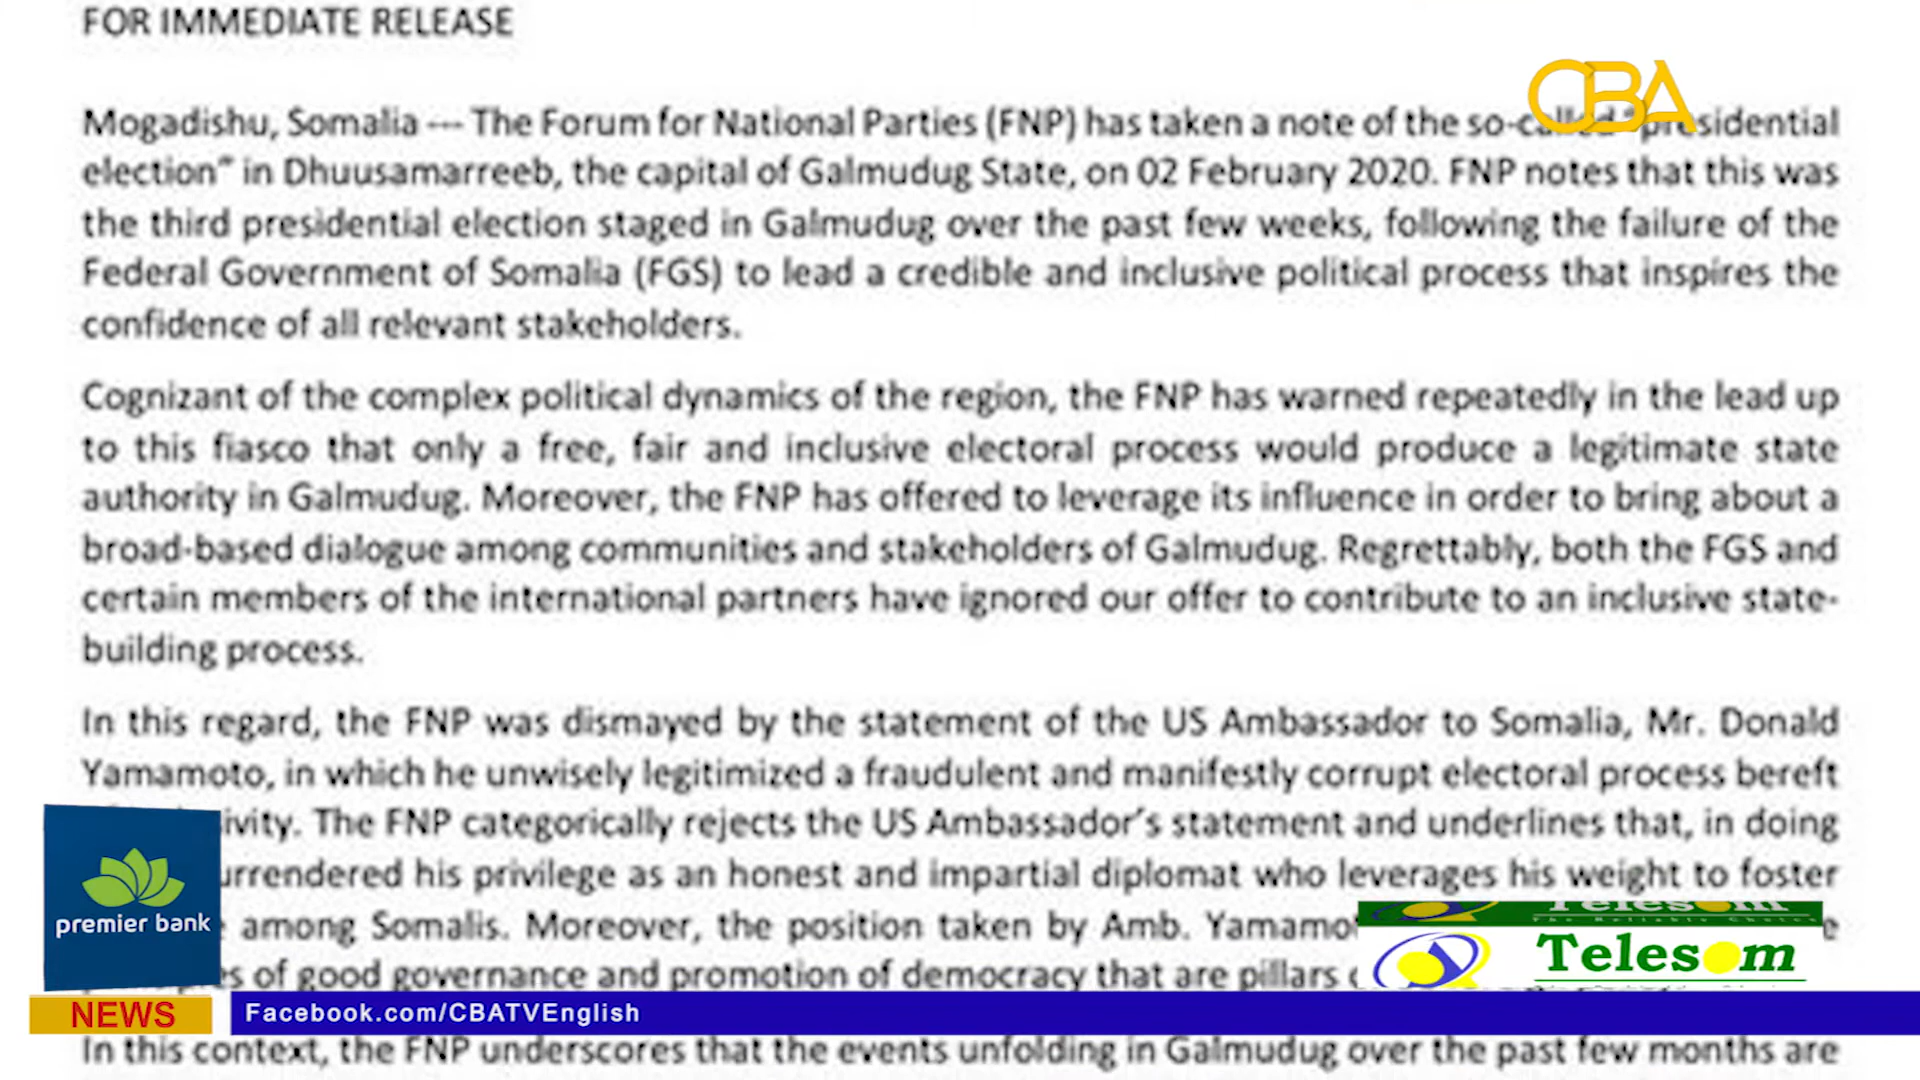 FOR IMMEDIATE RELEASE
CBA
Mogadishu, Somalia --- The Forum for National Parties (FNP) has taken a note of the so-called "presidential
election" in Dhuusamarreeb, the capital of Galmudug State, on 02 February 2020. FNP notes that this was
the third presidential election staged in Galmudug over the past few weeks, following the failure of the
Federal Government of Somalia (FGS) to lead a credible and inclusive political process that inspires the
confidence of all relevant stakeholders.
Cognizant of the complex political dynamics of the region, the FNP has warned repeatedly in the lead up
to this fiasco that only a free, fair and inclusive electoral process would produce a legitimate state
authority in Galmudug. Moreover, the FNP has offered to leverage its influence in order to bring about a
broad-based dialogue among communities and stakeholders of Galmudug. Regrettably, both the FGS and
certain members of the international partners have ignored our offer to contribute to an inclusive state-
building process.
In this regard, the FNP was dismayed by the statement of the US Ambassador to Somalia, Mr. Donald
Yamamoto, in which he unwisely legitimized a fraudulent and manifestly corrupt electoral process bereft
ivity. The FNP categorically rejects the US Ambassador's statement and underlines that, in doing
urrendered his privilege as an honest and impartial diplomat who leverages his weight to foster
among Somalis. Moreover, the position taken by Amb. Yamamo
of good governance and promotion of democracy that are pillars
premier bank
Telesom
Telesom
NEWS
Facebook.com/CBATVEnglish
In this context, the FNP underscores that the events unfolding in Galmudug over the past few months are